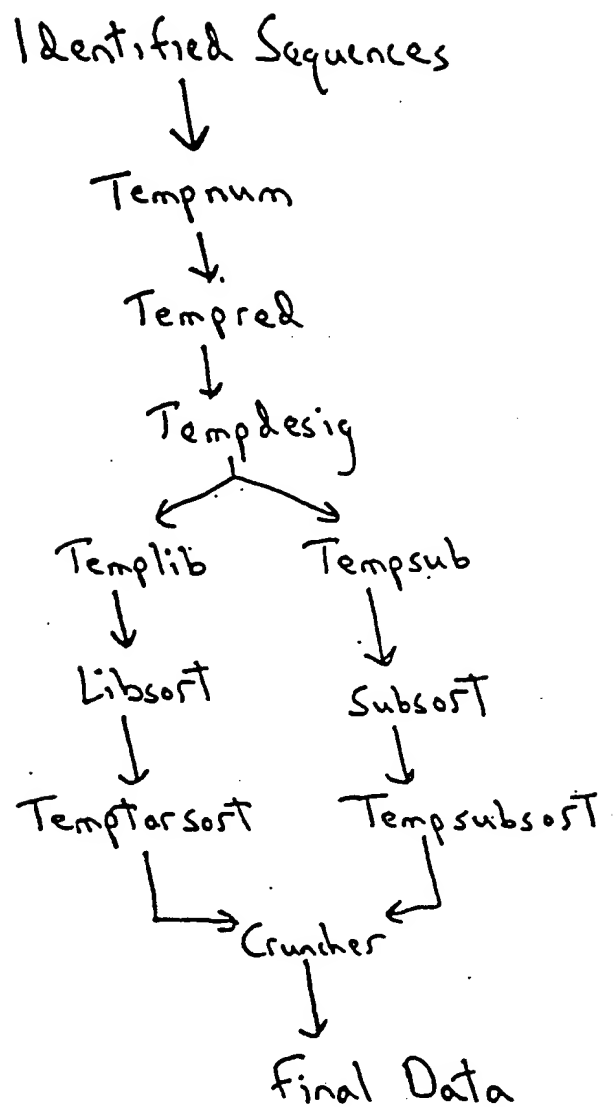 Identified Sequences
Tempnum
Tempred
Tempdesig
Templib Tempsub
Libsort Subsort
Temptarsort Tempsubsort
Cruncher
Final Data